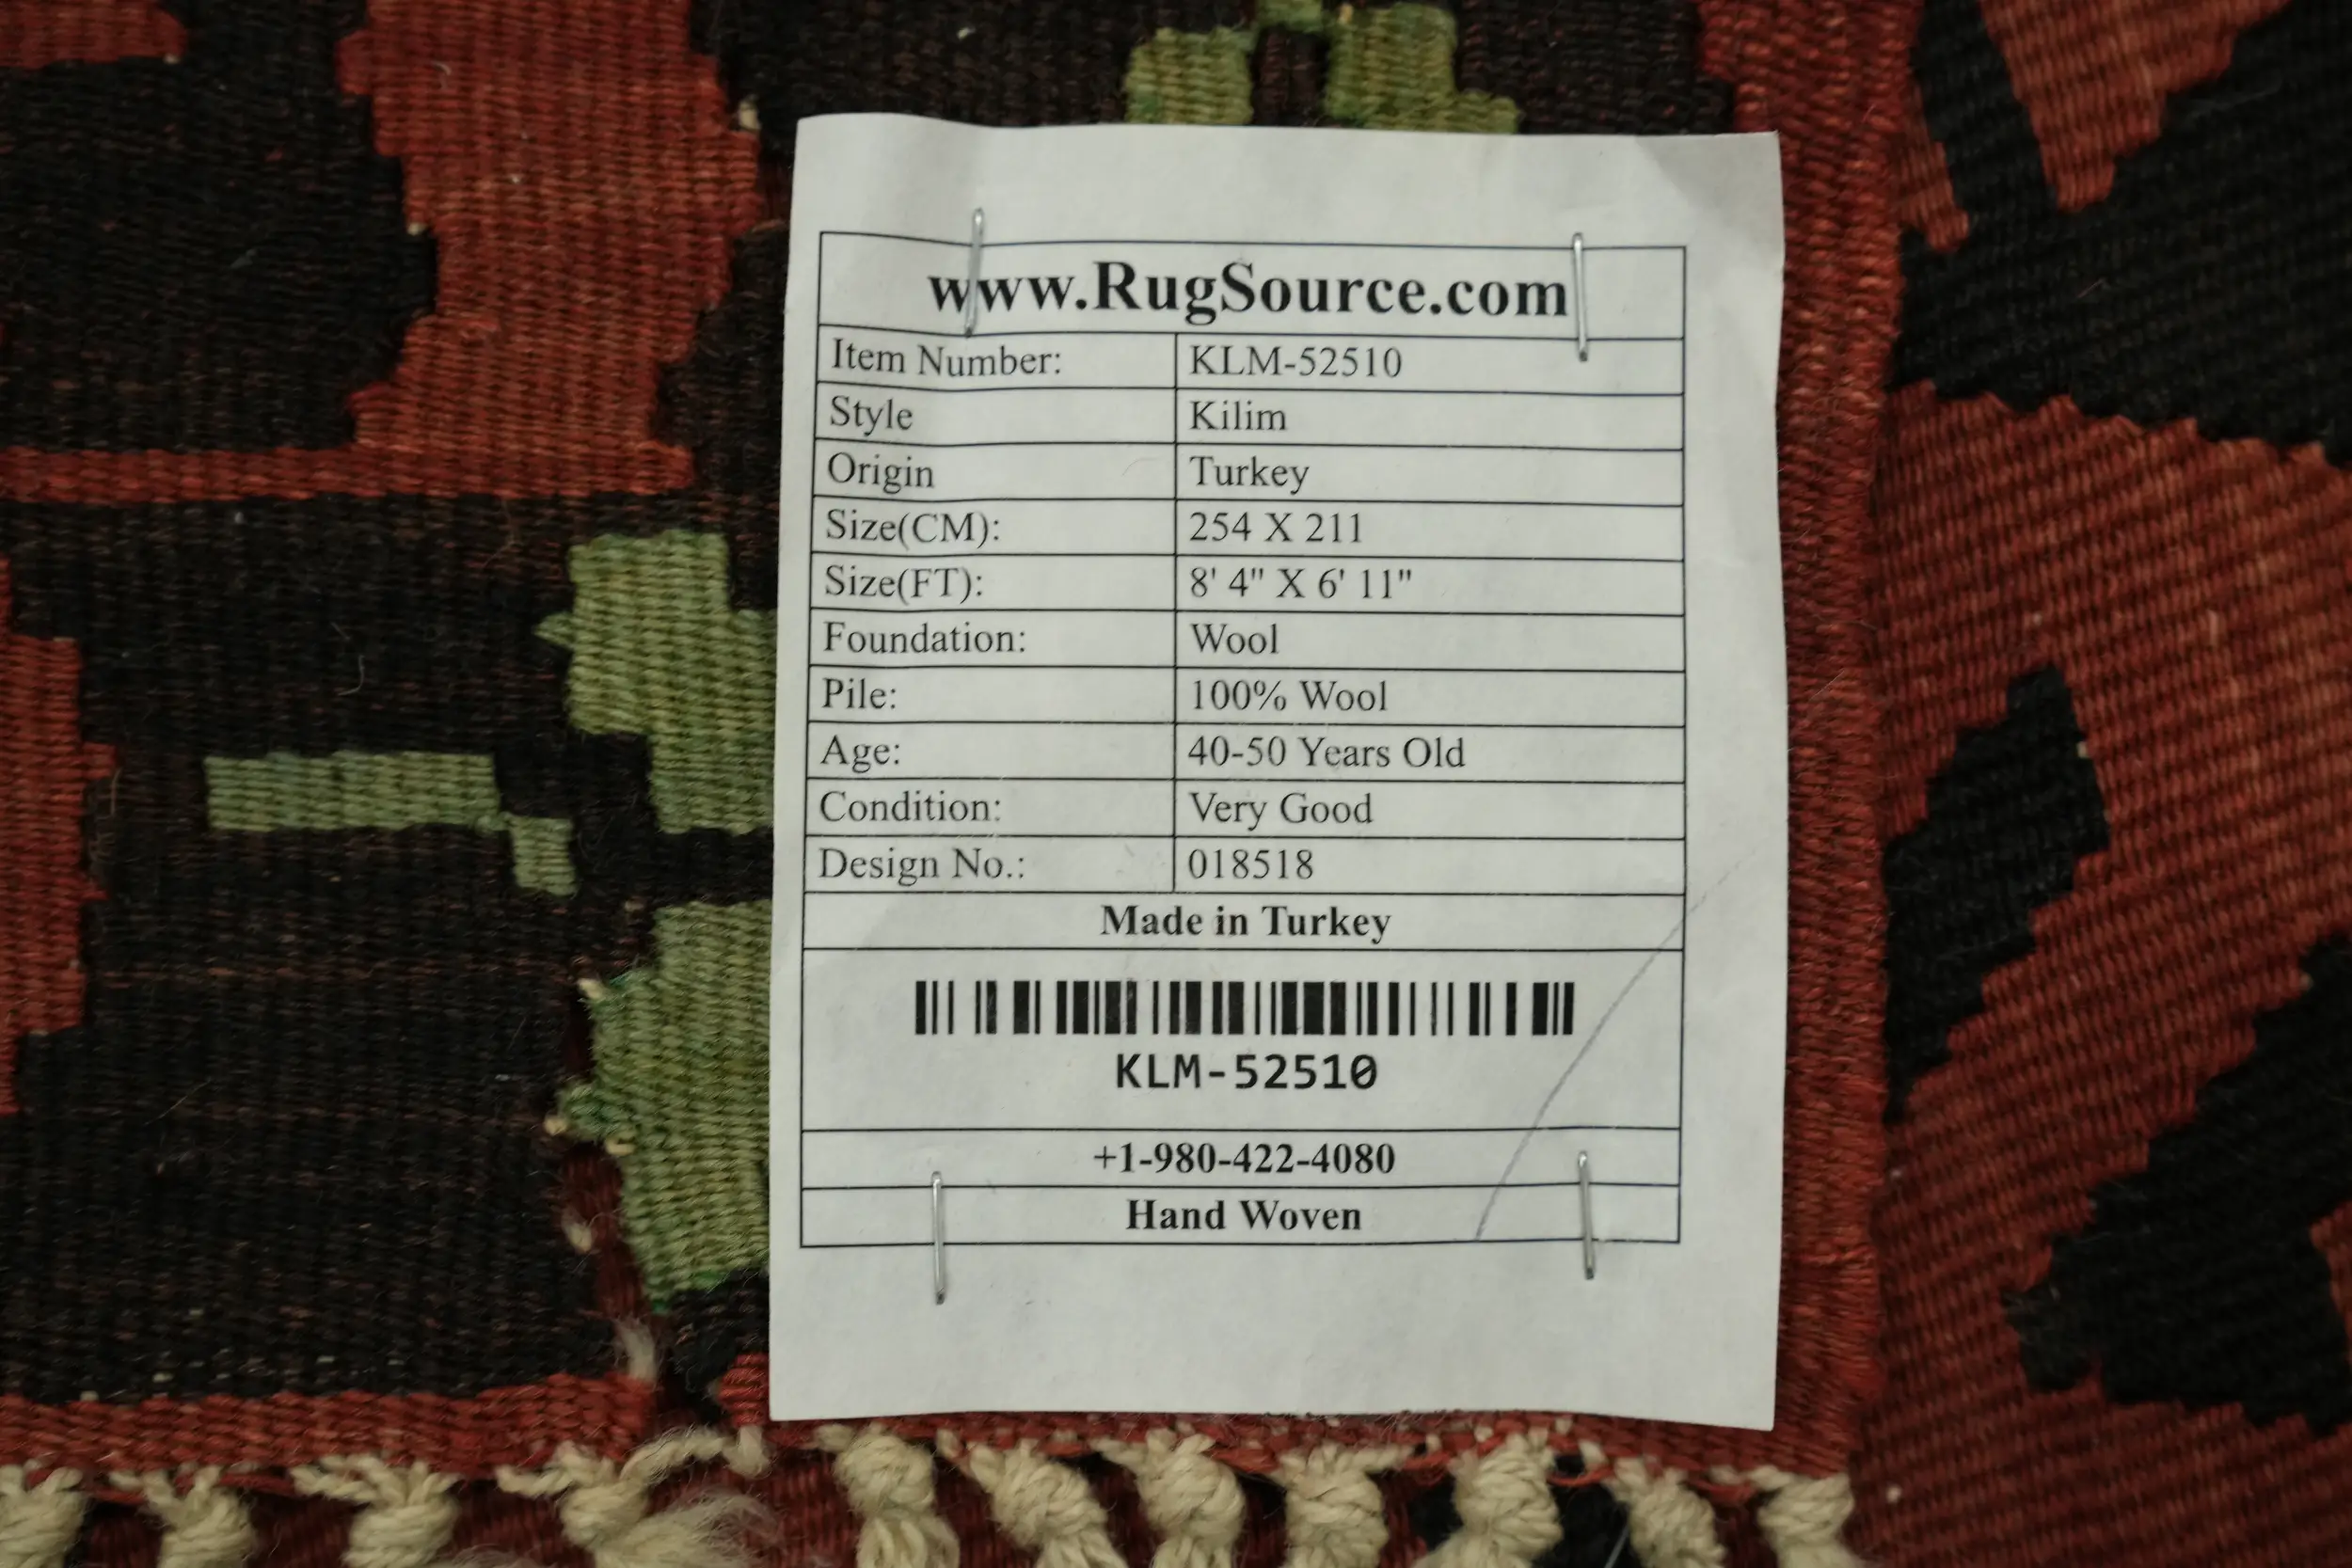 www.RugSource.com
Item Number: KLM-52510
Style Kilim
Origin Turkey
Size(CM): 254 X 211
Size(FT): 8' 4" X 6' 11"
Foundation: Wool
Pile: 100% Wool
Age: 40-50 Years Old
Condition: Very Good
Design No.: 018518
Made in Turkey
KLM-52510
+1-980-422-4080
Hand Woven